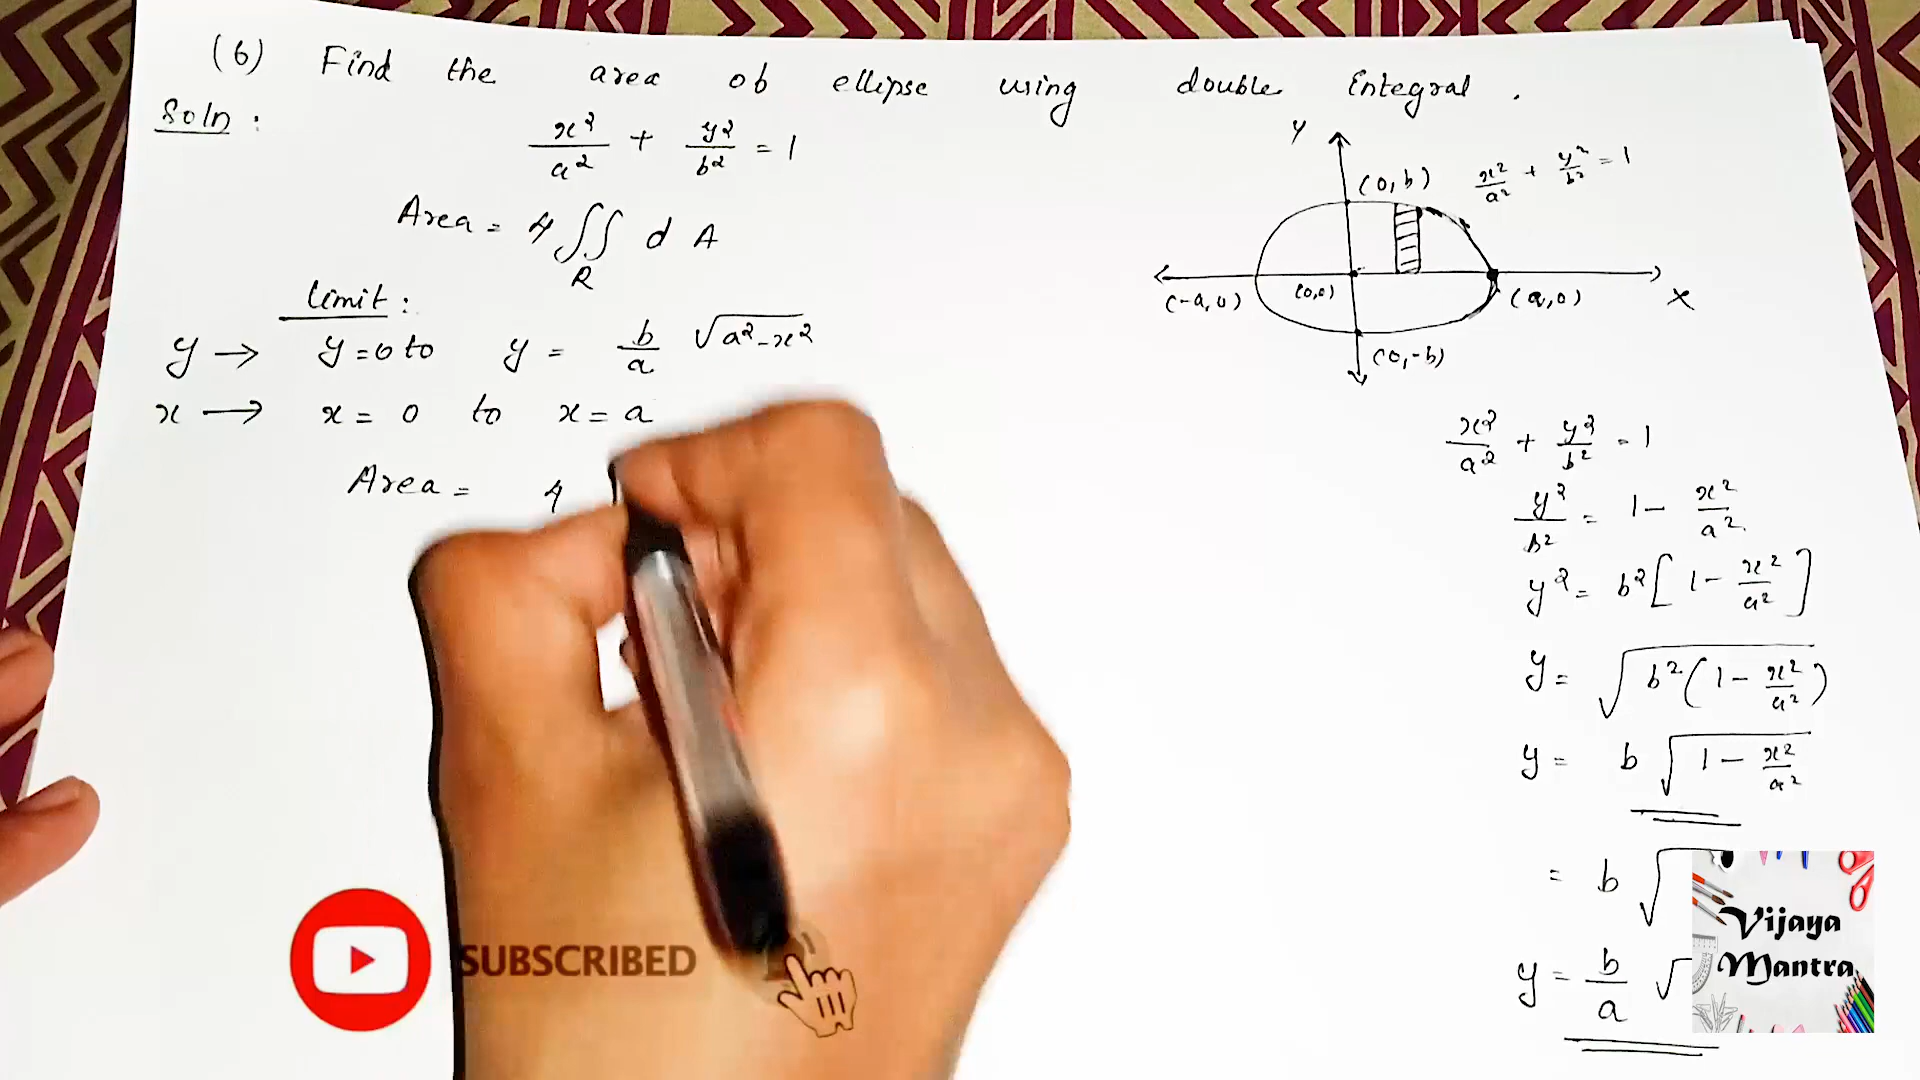 (6) Find the area ob ellipse using double Integral .
Soln :
x²/a² + y²/b² = 1
Area = 4 ∬ d A
R
limit :
y → y = 0 to y = b/a √a²-x²
x → x = 0 to x = a
Area = 4
Y
(0, b)
x²/a² + y²/b² = 1
(-a, 0)
(0,0)
(a, 0)
X
(0, -b)
x²/a² + y²/b² = 1
y²/b² = 1 - x²/a²
y² = b² [ 1 - x²/a² ]
y = √b² ( 1 - x²/a² )
y = b √1 - x²/a²
= b √
y = b/a √
SUBSCRIBED
Vijaya
Mantra